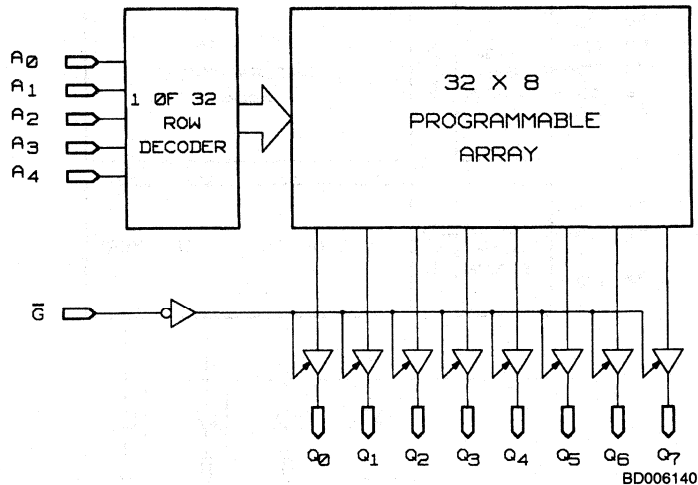 A0
A1
A2
A3
A4
1 0F 32
ROW
DECODER
32 X 8
PROGRAMMABLE
ARRAY
G̅
Q0 Q1 Q2 Q3 Q4 Q5 Q6 Q7
BD006140